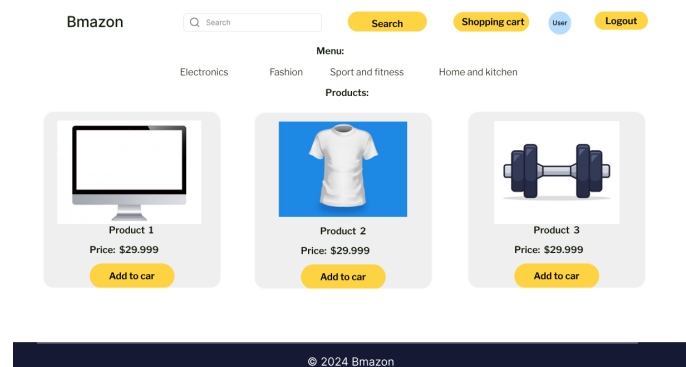 Bmazon
Search
Search
Shopping cart
User
Logout
Menu:
Electronics Fashion Sport and fitness Home and kitchen
Products:
Product 1
Price: $29.999
Add to car
Product 2
Price: $29.999
Add to car
Product 3
Price: $29.999
Add to car
© 2024 Bmazon